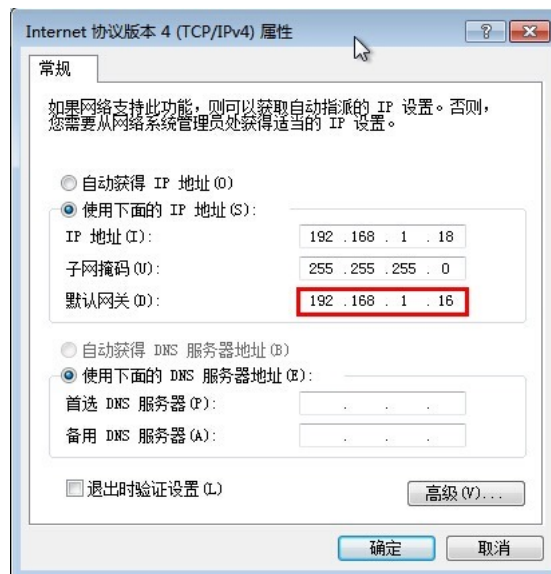 Internet 协议版本 4 (TCP/IPv4) 属性
常规
如果网络支持此功能，则可以获取自动指派的 IP 设置。否则，
您需要从网络系统管理员处获得适当的 IP 设置。
自动获得 IP 地址(O)
使用下面的 IP 地址(S):
IP 地址(I): 192 . 168 . 1 . 18
子网掩码(U): 255 . 255 . 255 . 0
默认网关(D): 192 . 168 . 1 . 16
自动获得 DNS 服务器地址(B)
使用下面的 DNS 服务器地址(E):
首选 DNS 服务器(P): . . .
备用 DNS 服务器(A): . . .
退出时验证设置(L)
高级(V)...
确定 取消